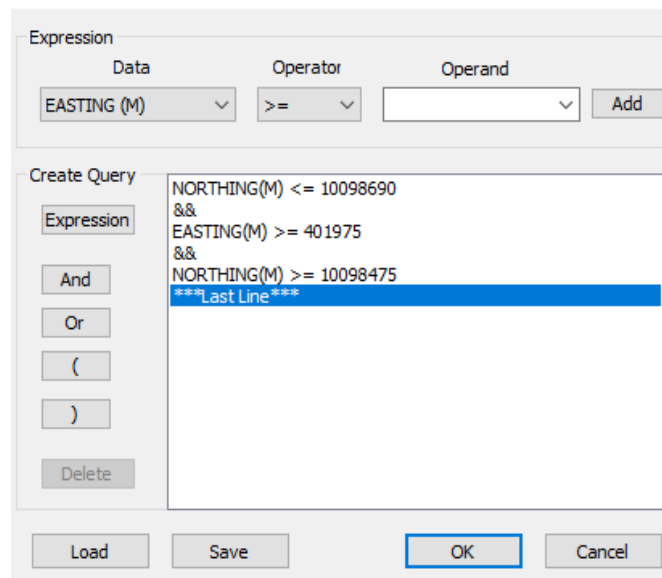 Expression
Data Operator Operand
EASTING (M) >= Add
Create Query
NORTHING(M) <= 10098690
&&
Expression
EASTING(M) >= 401975
&&
And
NORTHING(M) >= 10098475
***Last Line***
Or
(
)
Delete
Load Save OK Cancel